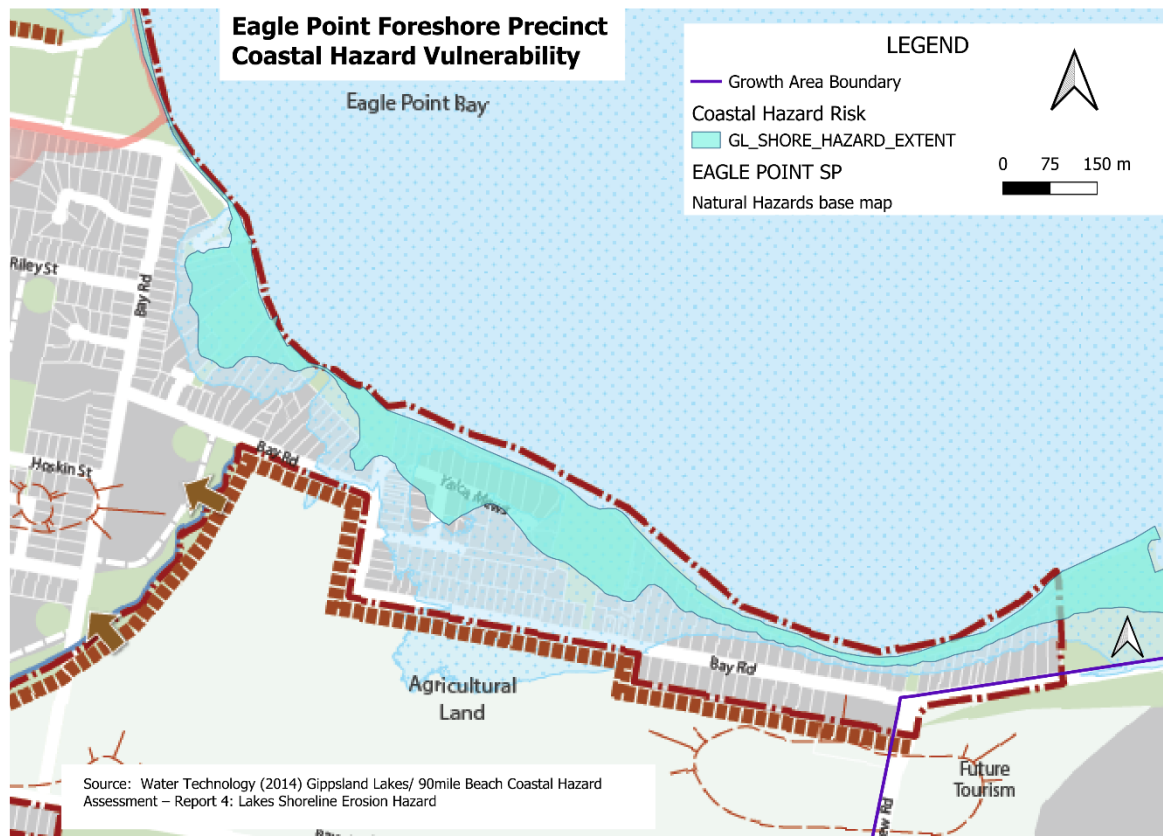 Eagle Point Foreshore Precinct
Coastal Hazard Vulnerability
Eagle Point Bay
LEGEND
Growth Area Boundary
Coastal Hazard Risk
GL_SHORE_HAZARD_EXTENT
EAGLE POINT SP
Natural Hazards base map
0 75 150 m
Riley St
Bay Rd
Hoskin St
Bay Rd
Yaka Mews
Bay Rd
Agricultural
Land
Future
Tourism
Source: Water Technology (2014) Gippsland Lakes/ 90mile Beach Coastal Hazard
Assessment – Report 4: Lakes Shoreline Erosion Hazard